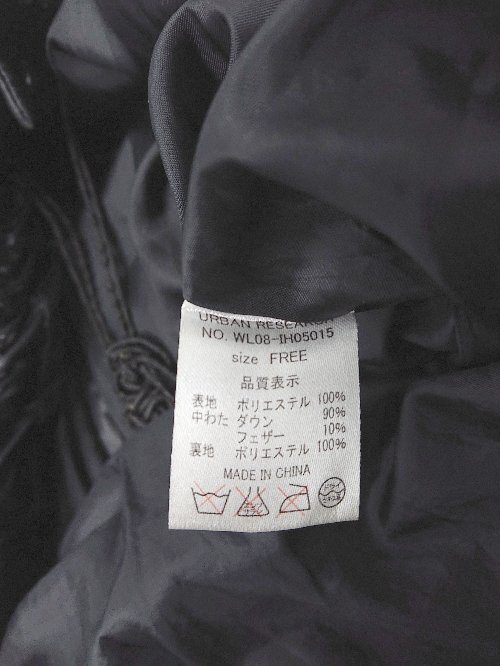 URBAN RESEARCH
NO. WL08-IH05015
size FREE
品質表示
表地 ポリエステル 100%
中わた ダウン 90%
フェザー 10%
裏地 ポリエステル 100%
MADE IN CHINA